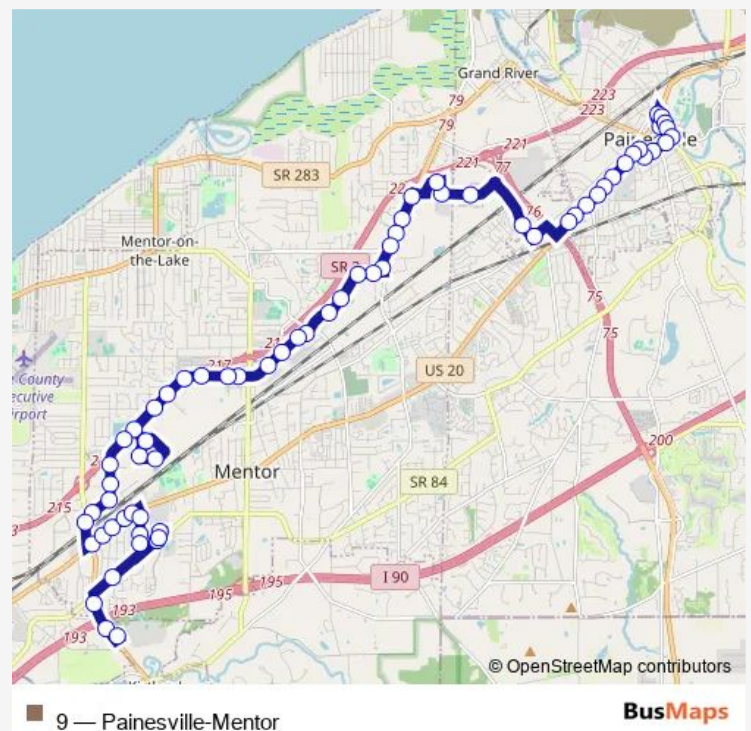 Grand River
223
223
79
79
Painesville
221
221
77
SR 283
22
76
Mentor-on-
the-Lake
SR 2
75
75
217
US 20
e County
ecutive
irport
200
Mentor
SR 84
215
I 90
195
195
193
193
© OpenStreetMap contributors
9 — Painesville-Mentor
BusMaps